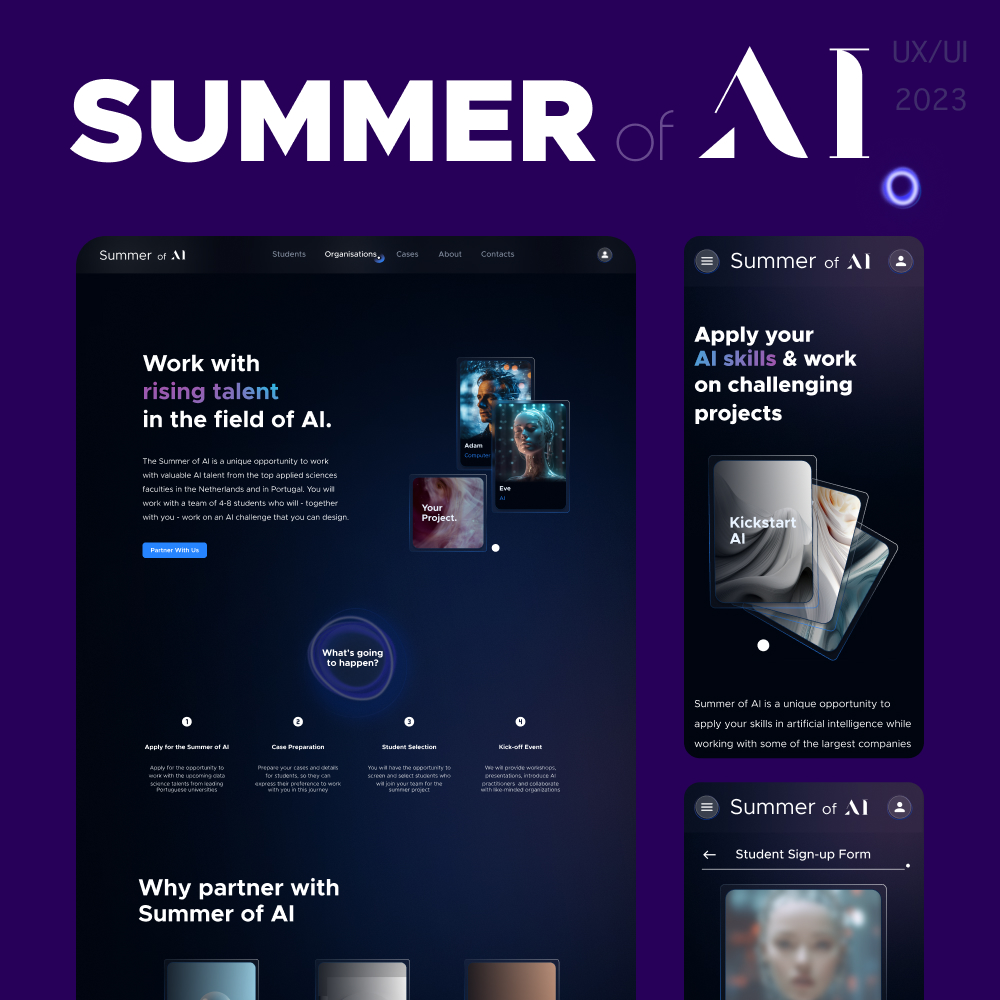 UX/UI
2023
SUMMER of AI
Summer of AI
Students
Organisations
Cases
About
Contacts
Work with
rising talent
in the field of AI.
The Summer of AI is a unique opportunity to work
with valuable AI talent from the top applied sciences
faculties in the Netherlands and in Portugal. You will
work with a team of 4-8 students who will - together
with you - work on an AI challenge that you can design.
Partner With Us
Adam
Computer
Eve
AI
Your
Project.
What's going
to happen?
1
Apply for the Summer of AI
Apply for the opportunity to
work with the upcoming data
science talents from leading
Portuguese universities
2
Case Preparation
Prepare your cases and details
for students, so they can
express their preference to work
with you in this journey
3
Student Selection
You will have the opportunity to
screen and select students who
will join your team for the
summer project
4
Kick-off Event
We will provide workshops,
presentations, introduce AI
practitioners and collaborate
with like-minded organizations
Why partner with
Summer of AI
Summer of AI
Apply your
AI skills & work
on challenging
projects
Kickstart
AI
Summer of AI is a unique opportunity to
apply your skills in artificial intelligence while
working with some of the largest companies
Summer of AI
Student Sign-up Form